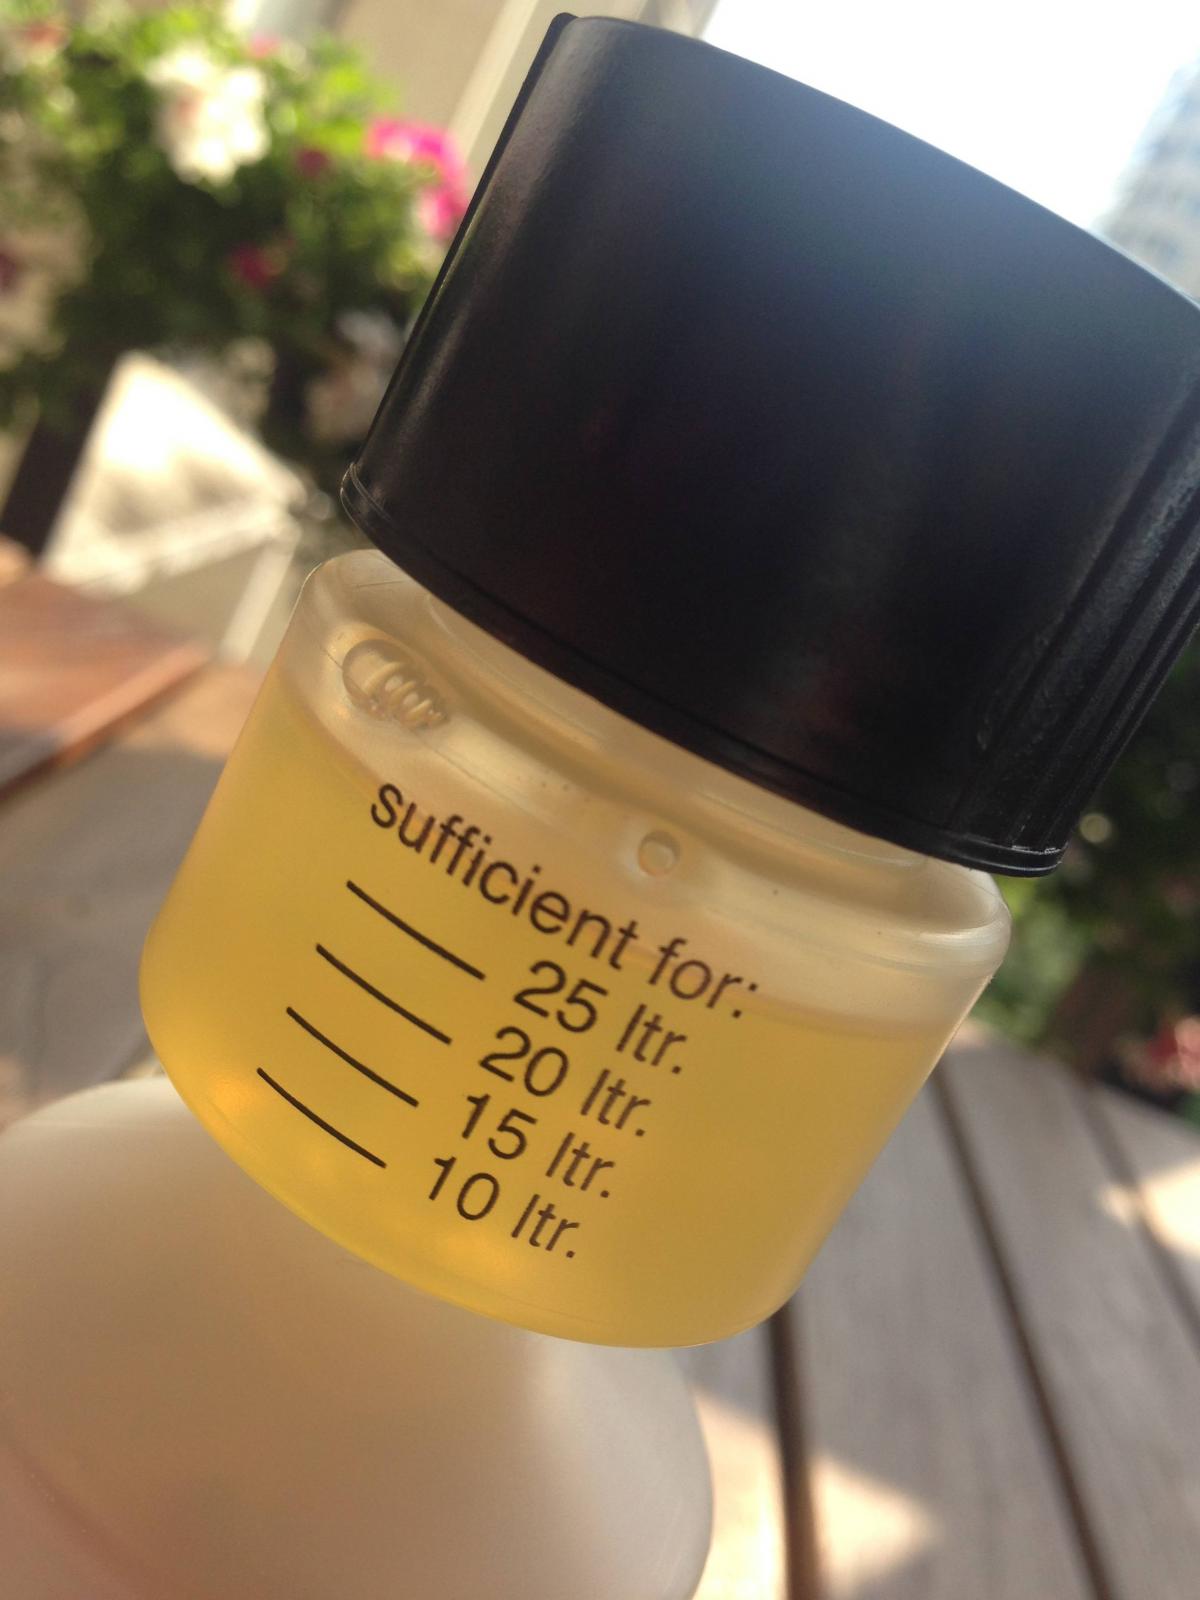 sufficient for:
25 ltr.
20 ltr.
15 ltr.
10 ltr.